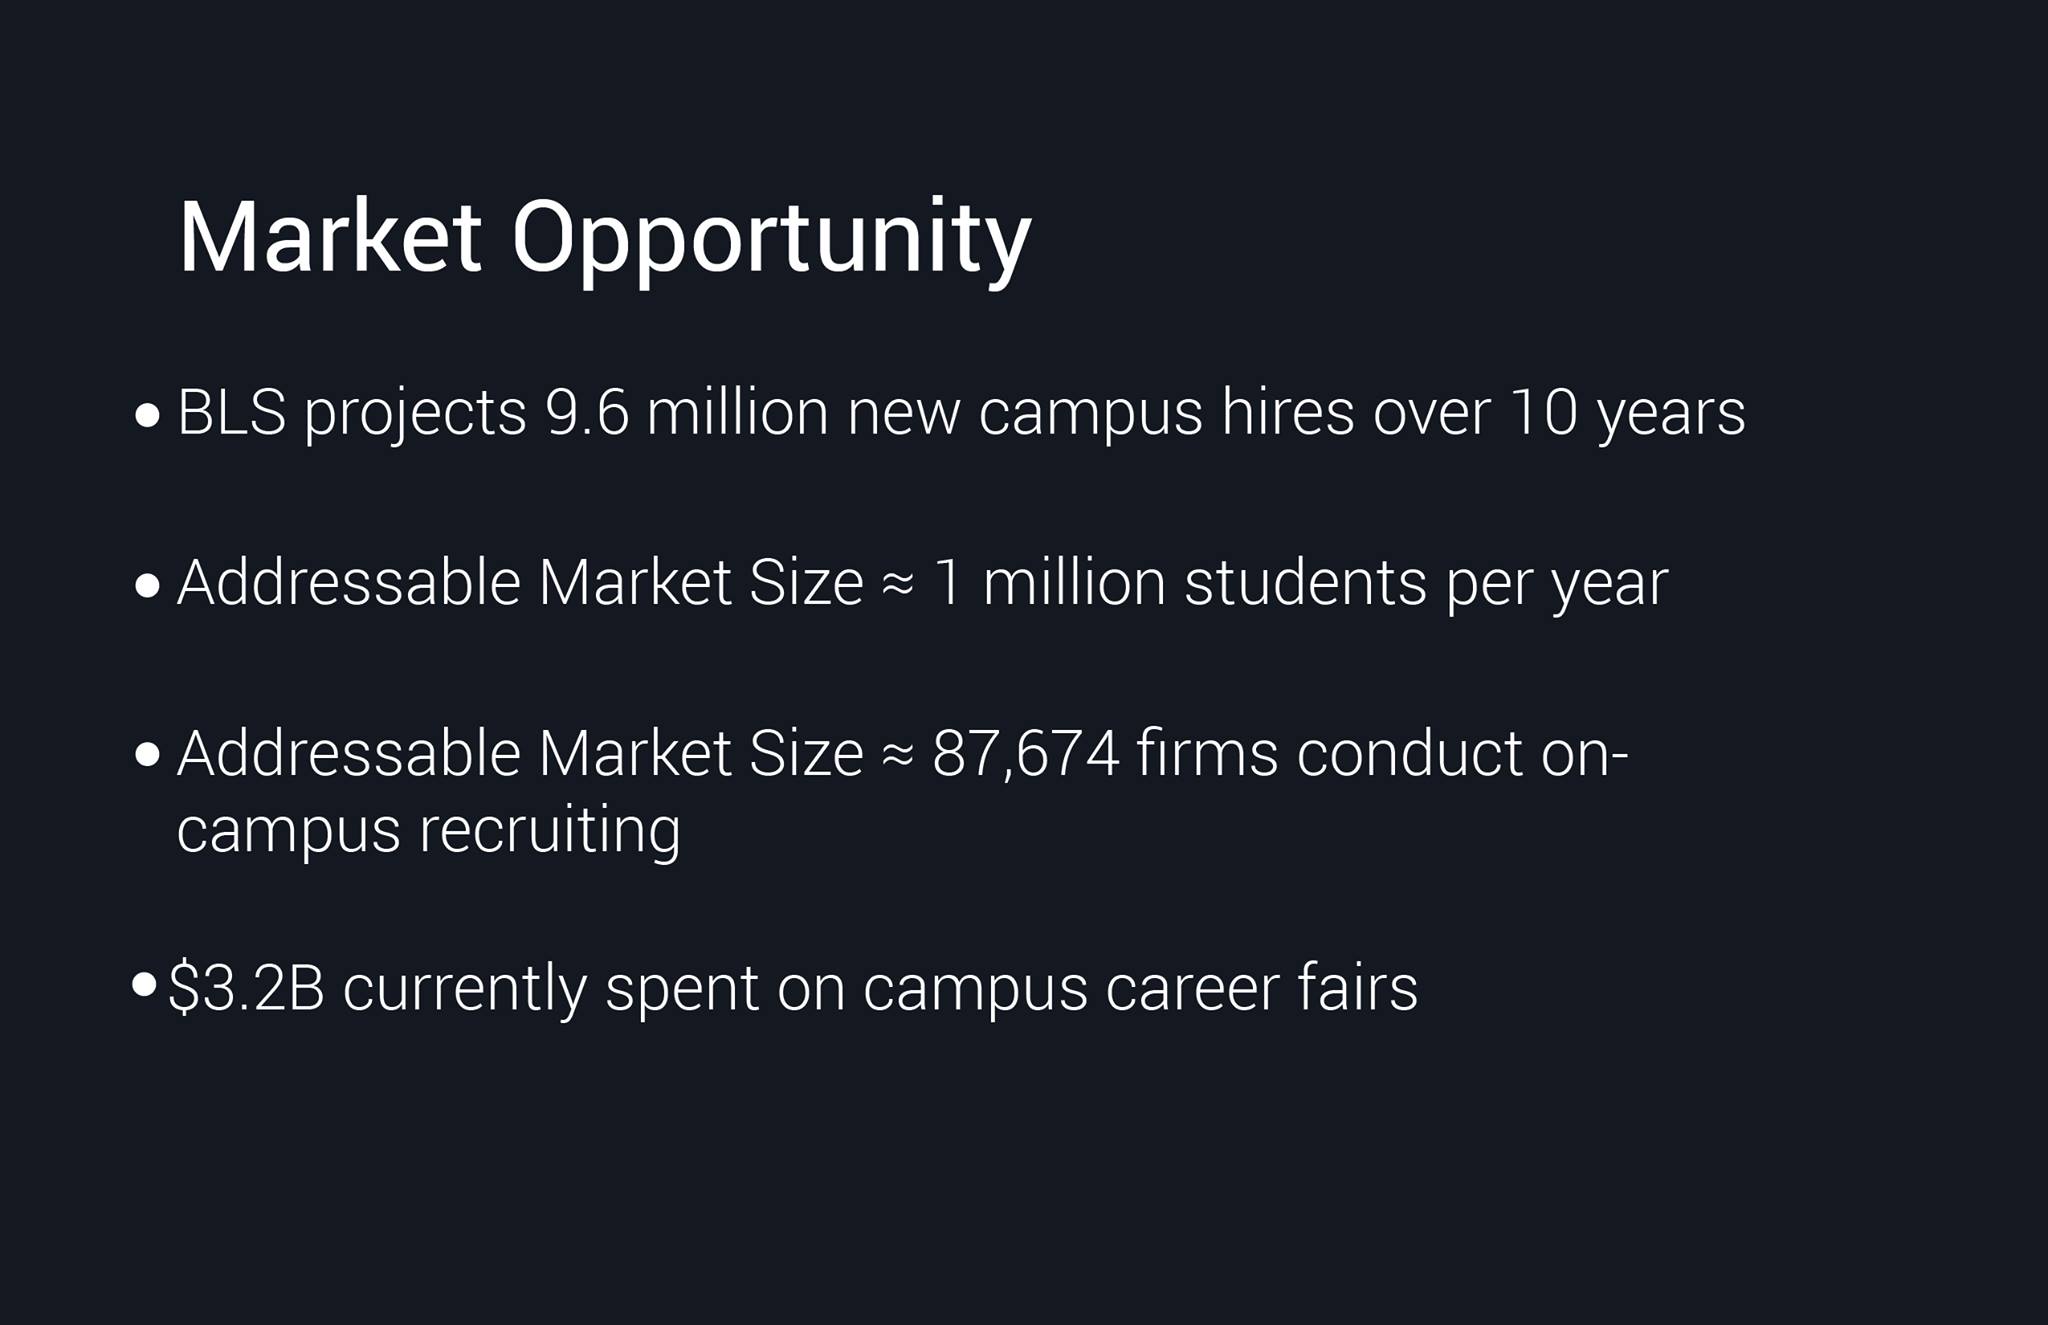 Market Opportunity
• BLS projects 9.6 million new campus hires over 10 years
• Addressable Market Size ≈ 1 million students per year
• Addressable Market Size ≈ 87,674 firms conduct on-
campus recruiting
• $3.2B currently spent on campus career fairs